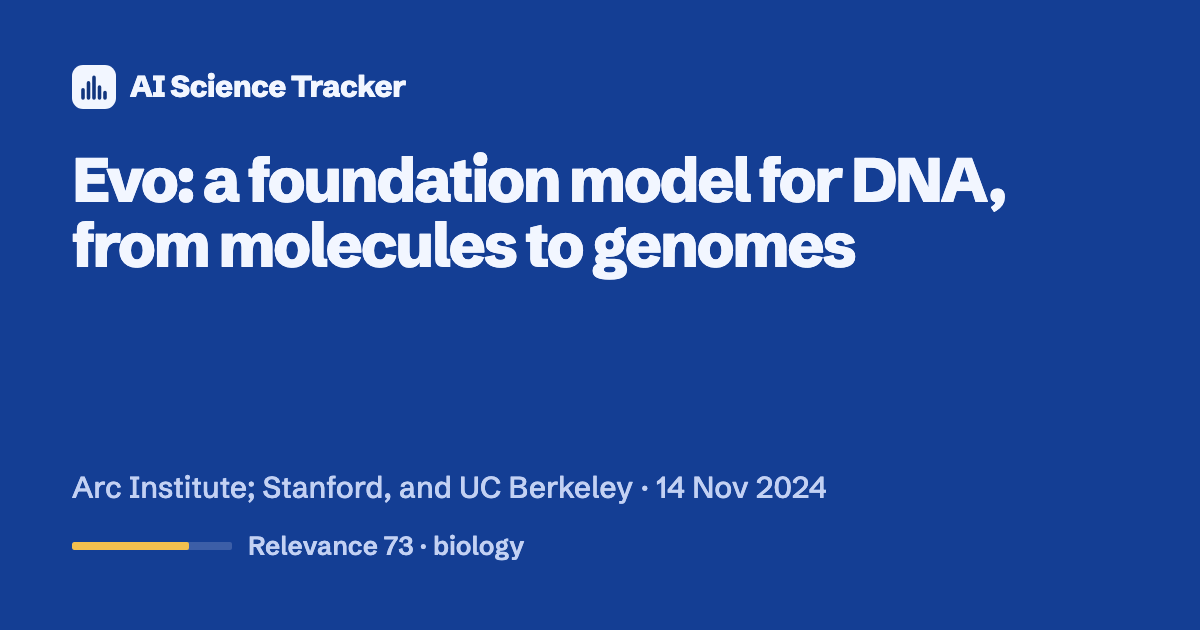 AI Science Tracker
Evo: a foundation model for DNA,
from molecules to genomes
Arc Institute; Stanford, and UC Berkeley · 14 Nov 2024
Relevance 73 · biology